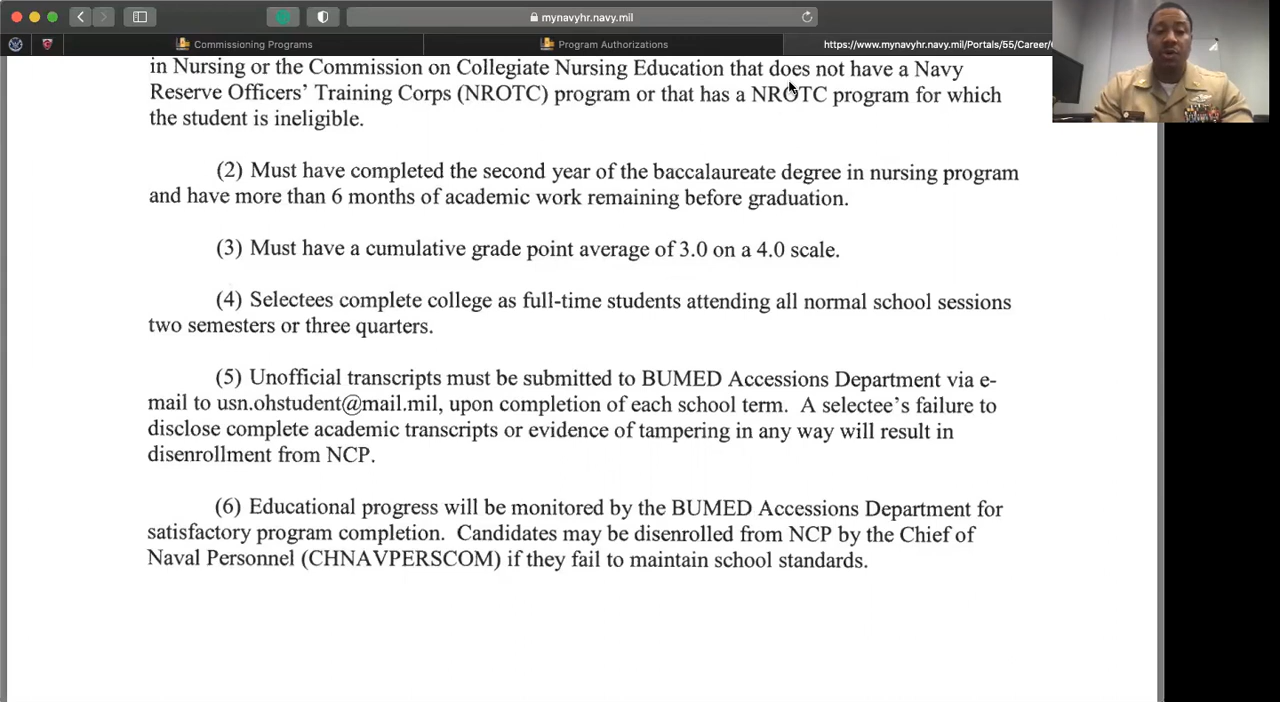 mynavyhr.navy.mil
Commissioning Programs
Program Authorizations
https://www.mynavyhr.navy.mil/Portals/55/Career/
in Nursing or the Commission on Collegiate Nursing Education that does not have a Navy
Reserve Officers’ Training Corps (NROTC) program or that has a NROTC program for which
the student is ineligible.
(2) Must have completed the second year of the baccalaureate degree in nursing program
and have more than 6 months of academic work remaining before graduation.
(3) Must have a cumulative grade point average of 3.0 on a 4.0 scale.
(4) Selectees complete college as full-time students attending all normal school sessions
two semesters or three quarters.
(5) Unofficial transcripts must be submitted to BUMED Accessions Department via e-
mail to usn.ohstudent@mail.mil, upon completion of each school term. A selectee’s failure to
disclose complete academic transcripts or evidence of tampering in any way will result in
disenrollment from NCP.
(6) Educational progress will be monitored by the BUMED Accessions Department for
satisfactory program completion. Candidates may be disenrolled from NCP by the Chief of
Naval Personnel (CHNAVPERSCOM) if they fail to maintain school standards.